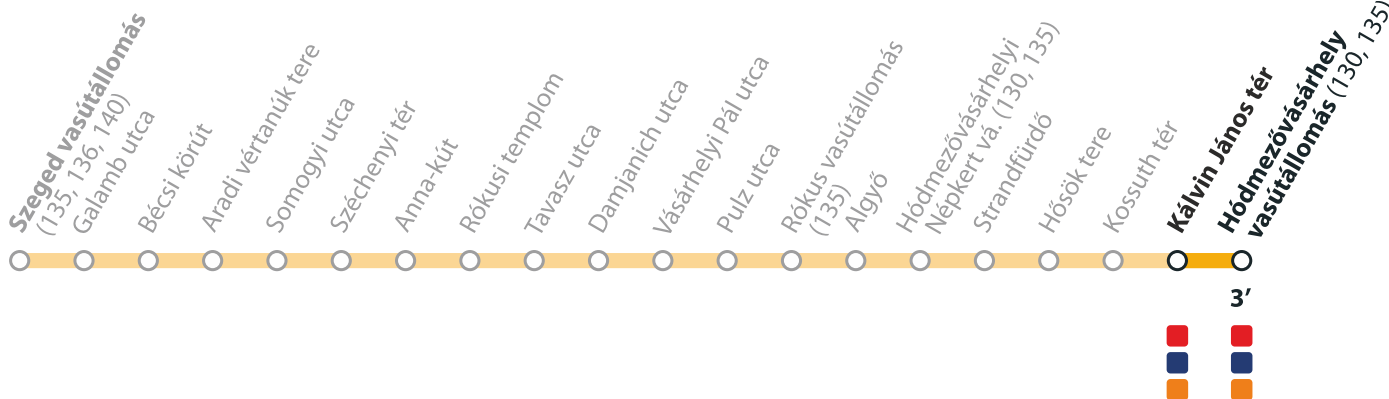 Szeged vasútállomás
(135, 136, 140)
Galamb utca
Bécsi körút
Aradi vértanúk tere
Somogyi utca
Széchenyi tér
Anna-kút
Rókusi templom
Tavasz utca
Damjanich utca
Vásárhelyi Pál utca
Pulz utca
Rókus vasútállomás
(135)
Algyő
Hódmezővásárhelyi
Népkert vá. (130, 135)
Strandfürdő
Hősök tere
Kossuth tér
Kálvin János tér
Hódmezővásárhely
vasútállomás (130, 135)
3’